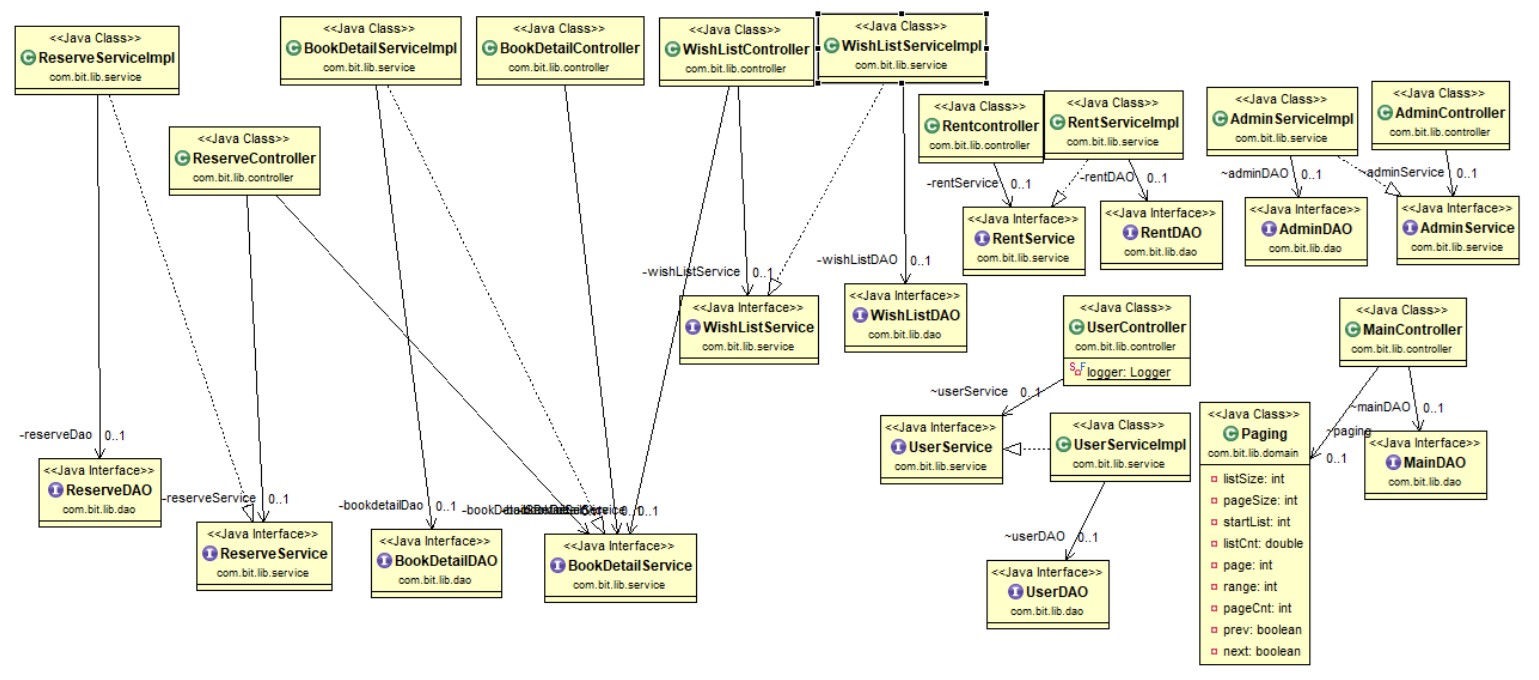 <<Java Class>>
ReserveServiceImpl
com.bit.lib.service
<<Java Class>>
BookDetailServiceImpl
com.bit.lib.service
<<Java Class>>
BookDetailController
com.bit.lib.controller
<<Java Class>>
WishListController
com.bit.lib.controller
<<Java Class>>
WishListServiceImpl
com.bit.lib.service
<<Java Class>>
Rentcontroller
com.bit.lib.controller
<<Java Class>>
RentServiceImpl
com.bit.lib.service
<<Java Class>>
AdminServiceImpl
com.bit.lib.service
<<Java Class>>
AdminController
com.bit.lib.controller
<<Java Class>>
ReserveController
com.bit.lib.controller
~rentService 0..1
~rentDAO 0..1
~adminDAO 0..1
~adminService 0..1
<<Java Interface>>
RentService
com.bit.lib.service
<<Java Interface>>
RentDAO
com.bit.lib.dao
<<Java Interface>>
AdminDAO
com.bit.lib.dao
<<Java Interface>>
AdminService
com.bit.lib.service
~wishListService 0..1
~wishListDAO 0..1
<<Java Interface>>
WishListService
com.bit.lib.service
<<Java Interface>>
WishListDAO
com.bit.lib.dao
<<Java Class>>
UserController
com.bit.lib.controller
SF logger: Logger
<<Java Class>>
MainController
com.bit.lib.controller
~userService 0..1
~mainDAO 0..1
~paging
0..1
<<Java Interface>>
UserService
com.bit.lib.service
<<Java Class>>
UserServiceImpl
com.bit.lib.service
<<Java Class>>
Paging
com.bit.lib.domain
listSize: int
pageSize: int
startList: int
listCnt: double
page: int
range: int
pageCnt: int
prev: boolean
next: boolean
<<Java Interface>>
MainDAO
com.bit.lib.dao
~reserveDao 0..1
<<Java Interface>>
ReserveDAO
com.bit.lib.dao
~reserveService 0..1
<<Java Interface>>
ReserveService
com.bit.lib.service
~bookdetailDao 0..1
<<Java Interface>>
BookDetailDAO
com.bit.lib.dao
0..1
<<Java Interface>>
BookDetailService
com.bit.lib.service
~userDAO 0..1
<<Java Interface>>
UserDAO
com.bit.lib.dao